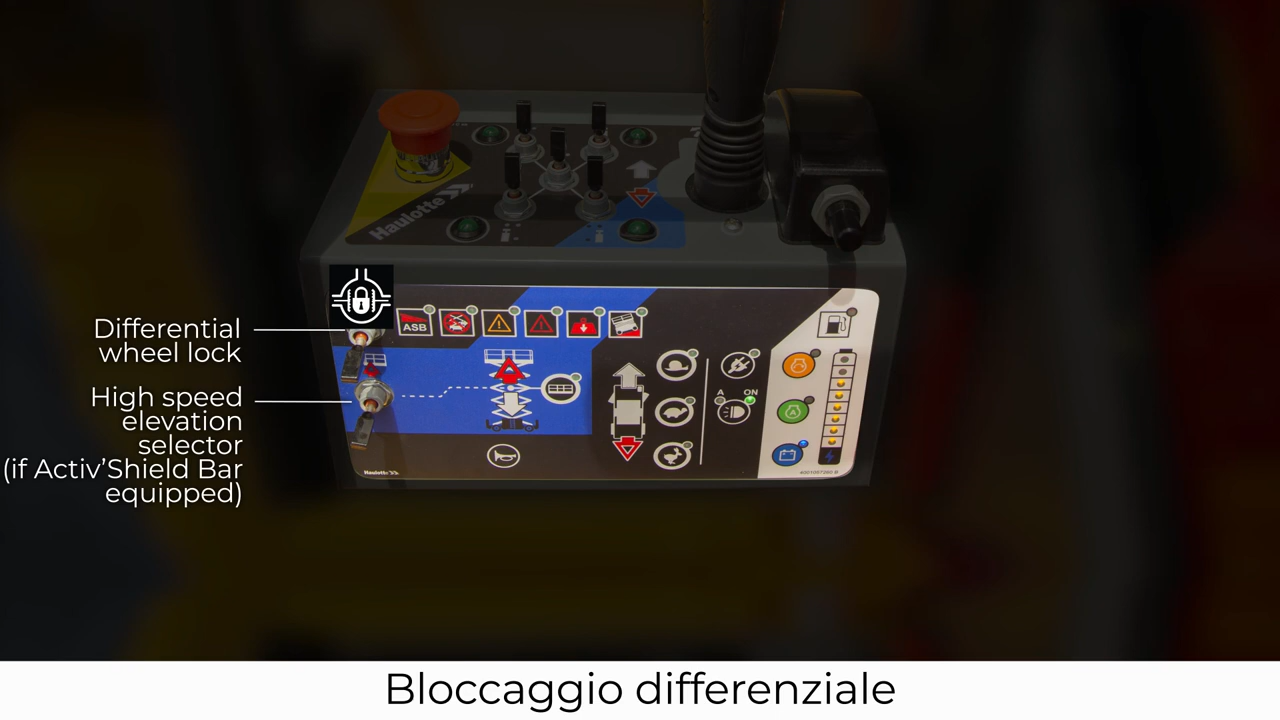 Haulotte
ASB
Differential
wheel lock
High speed
elevation
selector
(if Activ'Shield Bar
equipped)
A ON
A
Haulotte
Bloccaggio differenziale